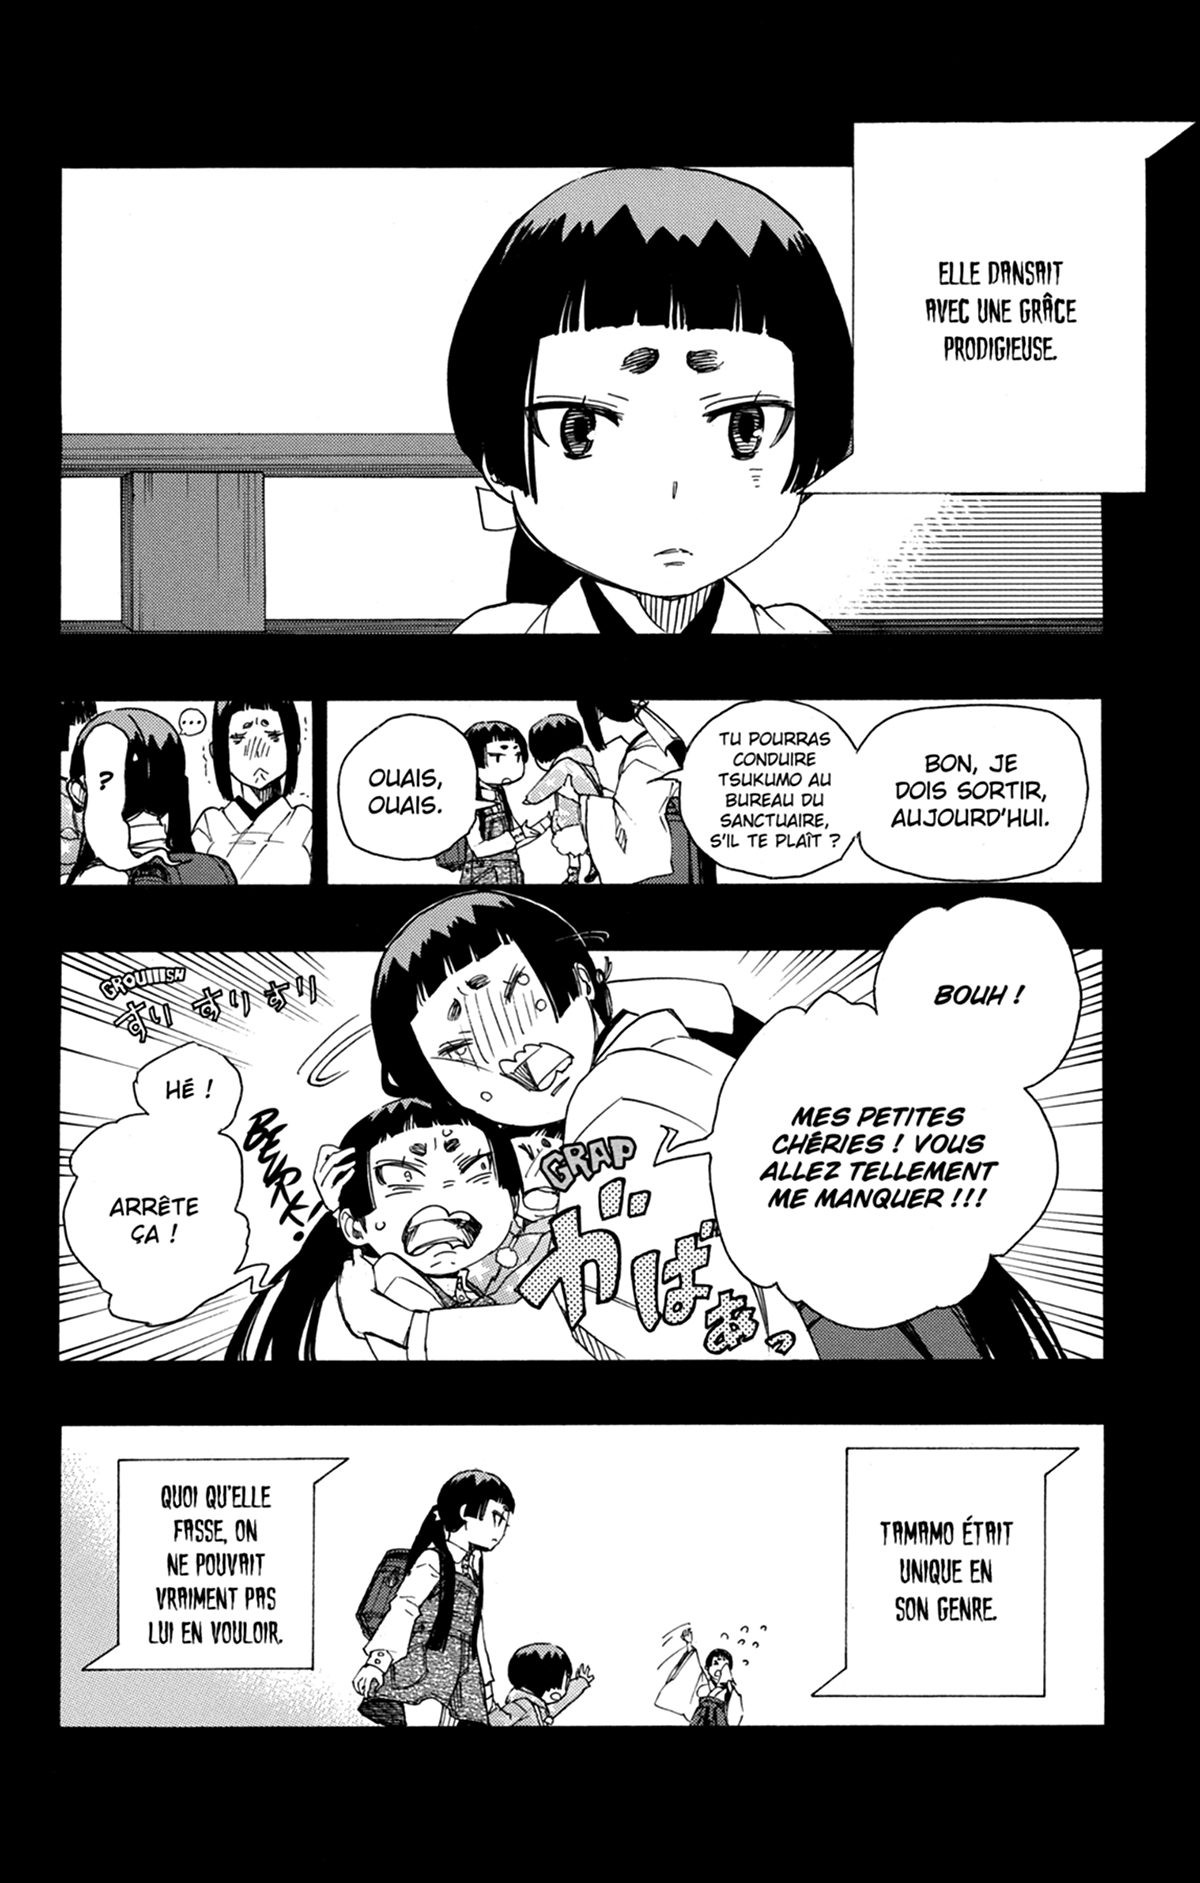 ELLE DANSAIT
AVEC UNE GRÂCE
PRODIGIEUSE.
BON, JE
DOIS SORTIR,
AUJOURD'HUI.
TU POURRAS
CONDUIRE
TSUKUMO AU
BUREAU DU
SANCTUAIRE,
S'IL TE PLAÎT ?
OUAIS,
OUAIS.
...
?
BOUH !
MES PETITES
CHÉRIES ! VOUS
ALLEZ TELLEMENT
ME MANQUER !!!
GRAP
がばぁっ
GROUIIISH
すりすりすり
HÉ !
BEURK!
ARRÊTE
ÇA !
TAMAMO ÉTAIT
UNIQUE EN
SON GENRE.
QUOI QU'ELLE
FASSE, ON
NE POUVAIT
VRAIMENT PAS
LUI EN VOULOIR.